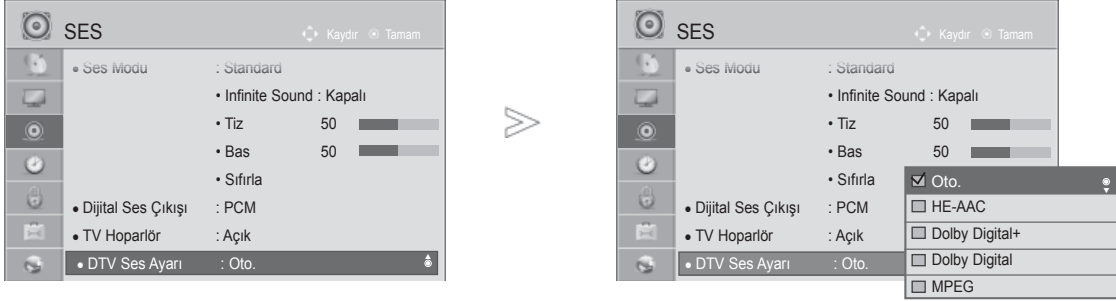 SES
Kaydır Tamam
• Ses Modu : Standard
• Infinite Sound : Kapalı
• Tiz 50
• Bas 50
• Sıfırla
• Dijital Ses Çıkışı : PCM
• TV Hoparlör : Açık
• DTV Ses Ayarı : Oto.
SES
Kaydır Tamam
• Ses Modu : Standard
• Infinite Sound : Kapalı
• Tiz 50
• Bas 50
• Sıfırla
• Dijital Ses Çıkışı : PCM
• TV Hoparlör : Açık
• DTV Ses Ayarı : Oto.
Oto.
HE-AAC
Dolby Digital+
Dolby Digital
MPEG